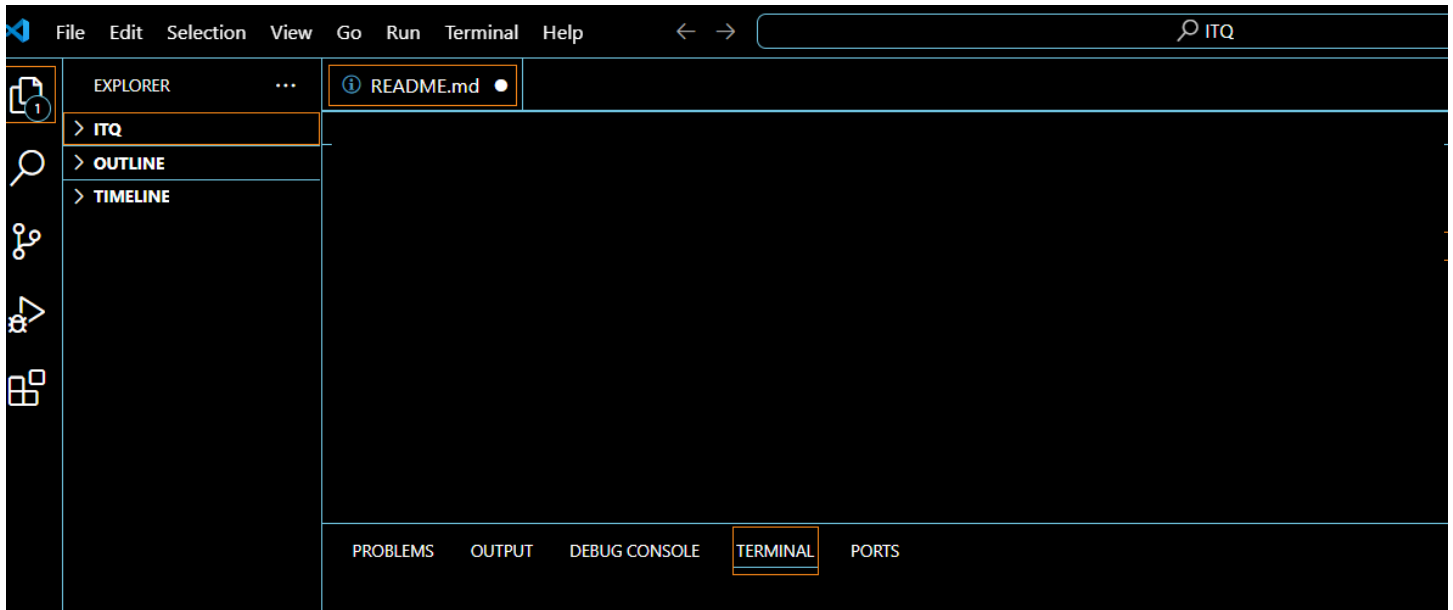 File Edit Selection View Go Run Terminal Help ITQ
EXPLORER ··· README.md
1
ITQ
OUTLINE
TIMELINE
PROBLEMS OUTPUT DEBUG CONSOLE TERMINAL PORTS